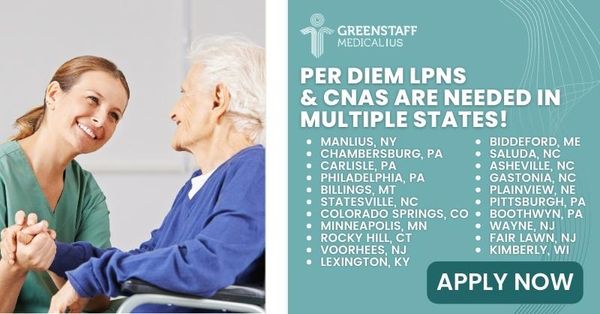 GREENSTAFF
MEDICAL|US
PER DIEM LPNS
& CNAS ARE NEEDED IN
MULTIPLE STATES!
• MANLIUS, NY
• CHAMBERSBURG, PA
• CARLISLE, PA
• PHILADELPHIA, PA
• BILLINGS, MT
• STATESVILLE, NC
• COLORADO SPRINGS, CO
• MINNEAPOLIS, MN
• ROCKY HILL, CT
• VOORHEES, NJ
• LEXINGTON, KY
• BIDDEFORD, ME
• SALUDA, NC
• ASHEVILLE, NC
• GASTONIA, NC
• PLAINVIEW, NE
• PITTSBURGH, PA
• BOOTHWYN, PA
• WAYNE, NJ
• FAIR LAWN, NJ
• KIMBERLY, WI
APPLY NOW